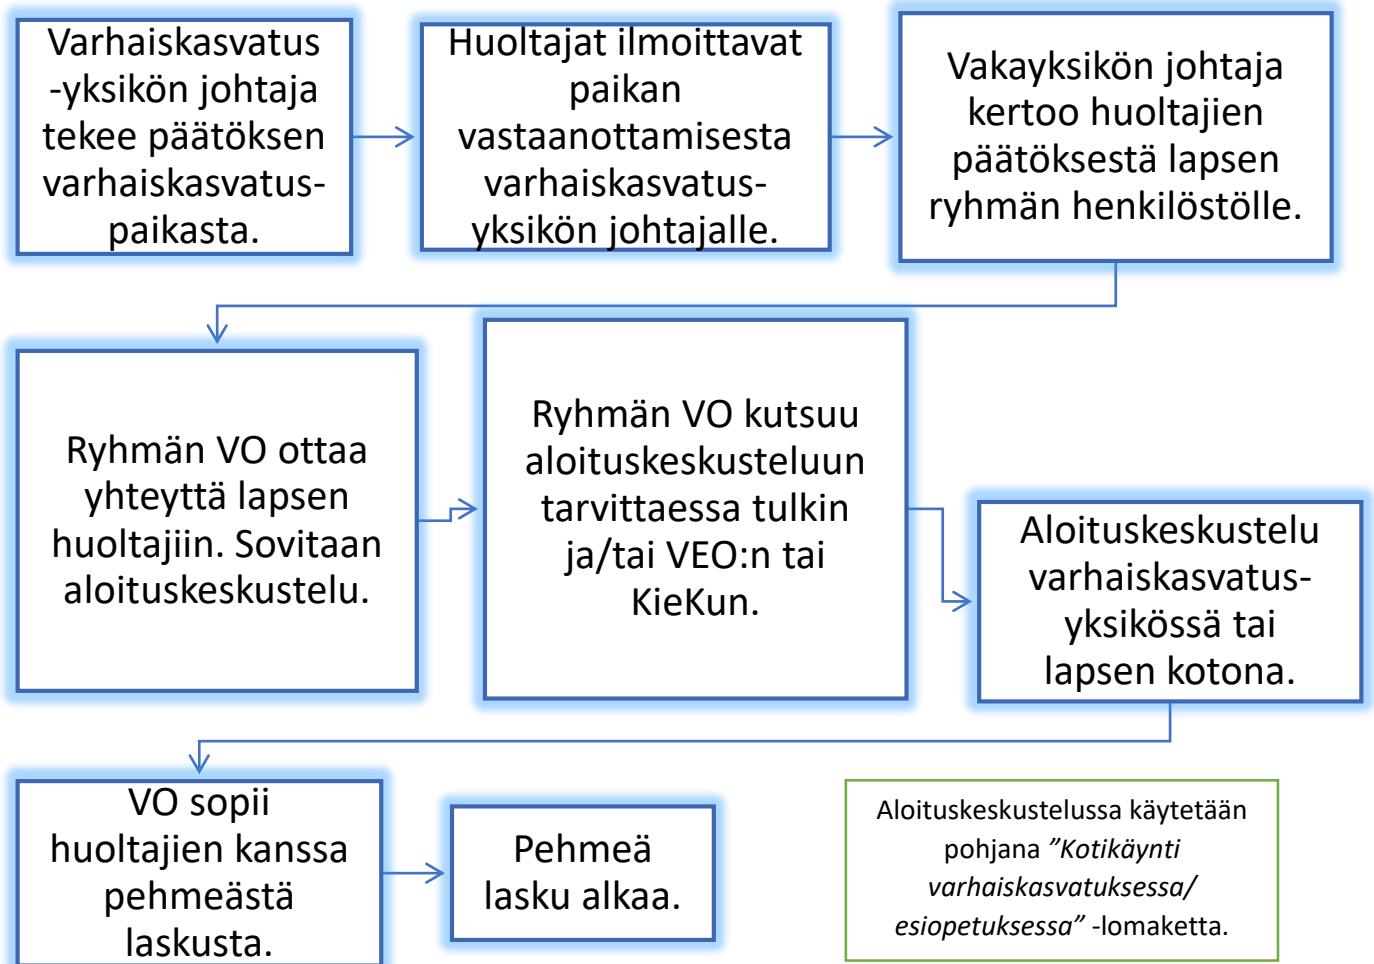 Varhaiskasvatus
-yksikön johtaja
tekee päätöksen
varhaiskasvatus-
paikasta.
Huoltajat ilmoittavat
paikan
vastaanottamisesta
varhaiskasvatus-
yksikön johtajalle.
Vakayksikön johtaja
kertoo huoltajien
päätöksestä lapsen
ryhmän henkilöstölle.
Ryhmän VO ottaa
yhteyttä lapsen
huoltajiin. Sovitaan
aloituskeskustelu.
Ryhmän VO kutsuu
aloituskeskusteluun
tarvittaessa tulkin
ja/tai VEO:n tai
KieKun.
Aloituskeskustelu
varhaiskasvatus-
yksikössä tai
lapsen kotona.
VO sopii
huoltajien kanssa
pehmeästä
laskusta.
Pehmeä
lasku alkaa.
Aloituskeskustelussa käytetään
pohjana ”Kotikäynti
varhaiskasvatuksessa/
esiopetuksessa” -lomaketta.